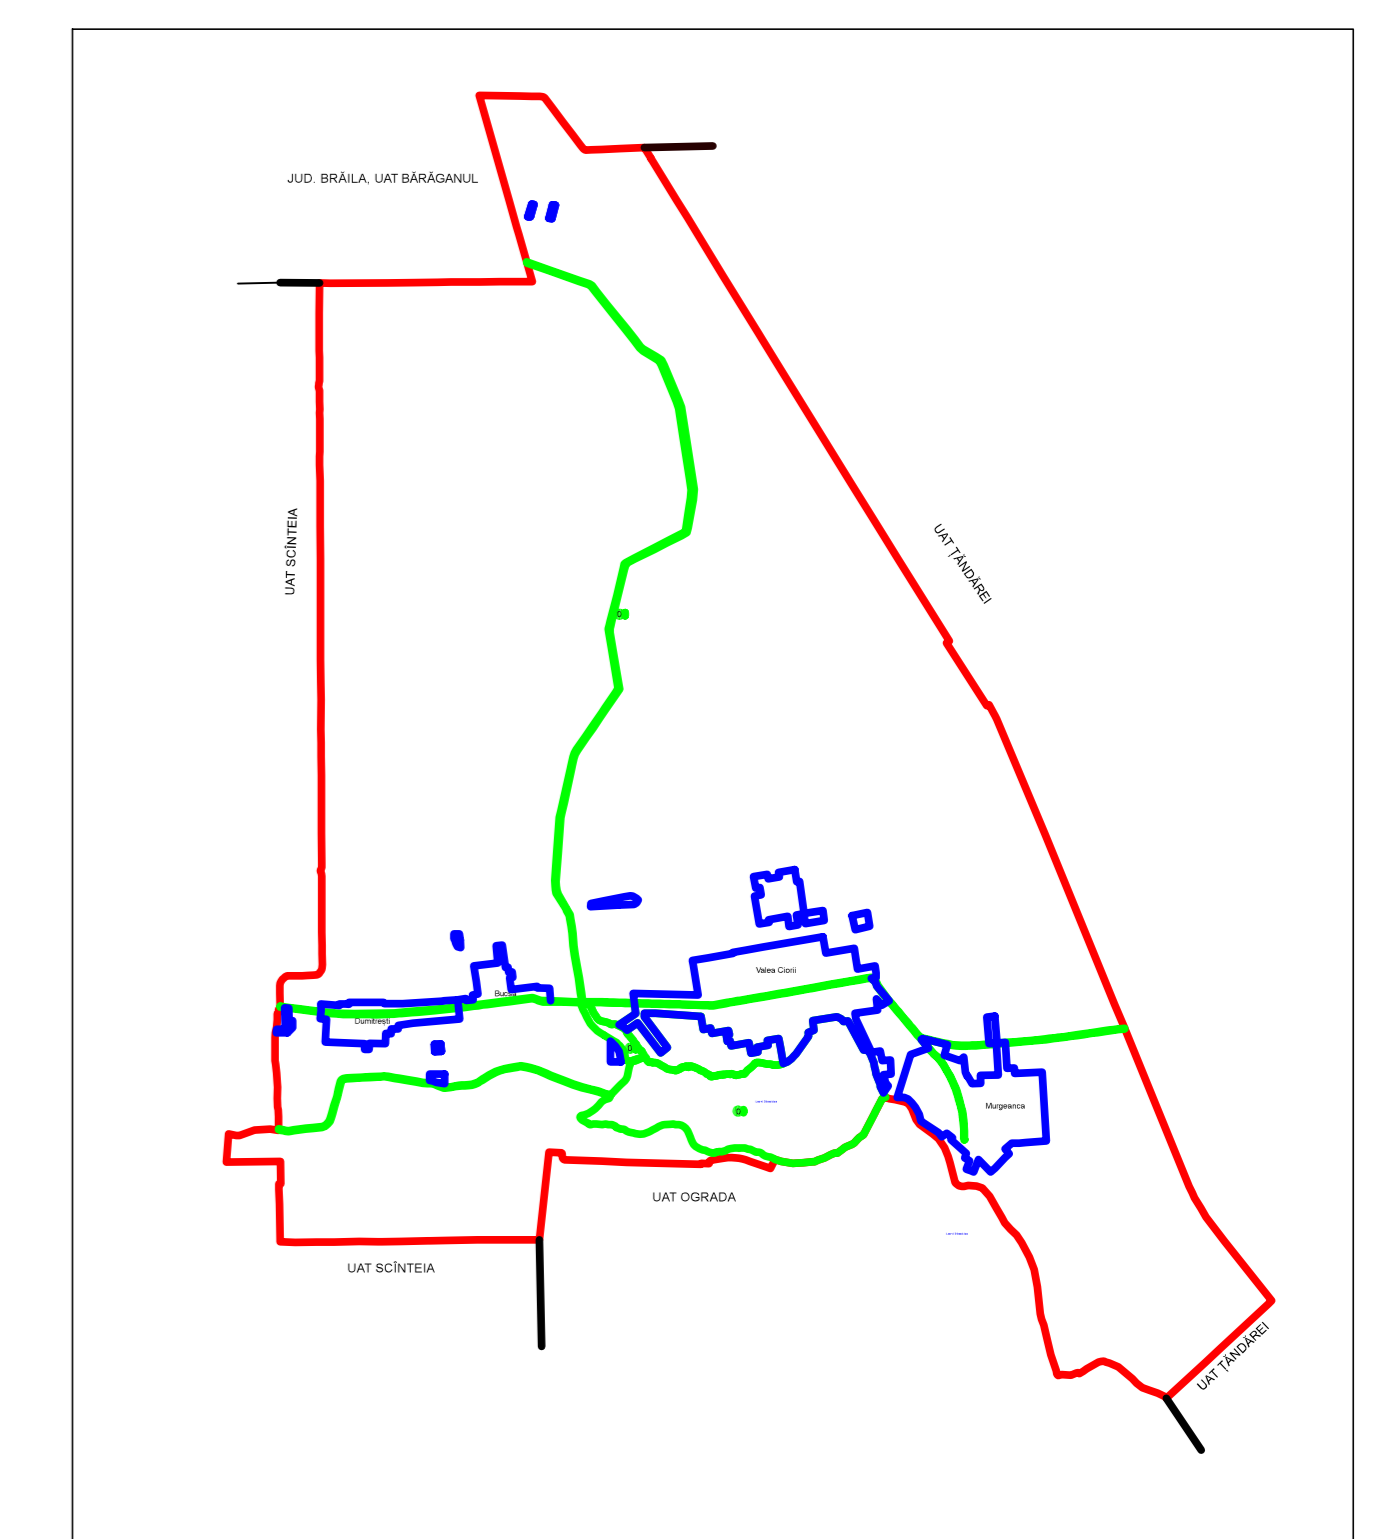 JUD. BRĂILA, UAT BĂRĂGANUL
UAT SCÎNTEIA
UAT ȚĂNDĂREI
Valea Ciorii
Bucșa
Dumitrești
Murgeanca
UAT OGRADA
UAT SCÎNTEIA
UAT ȚĂNDĂREI